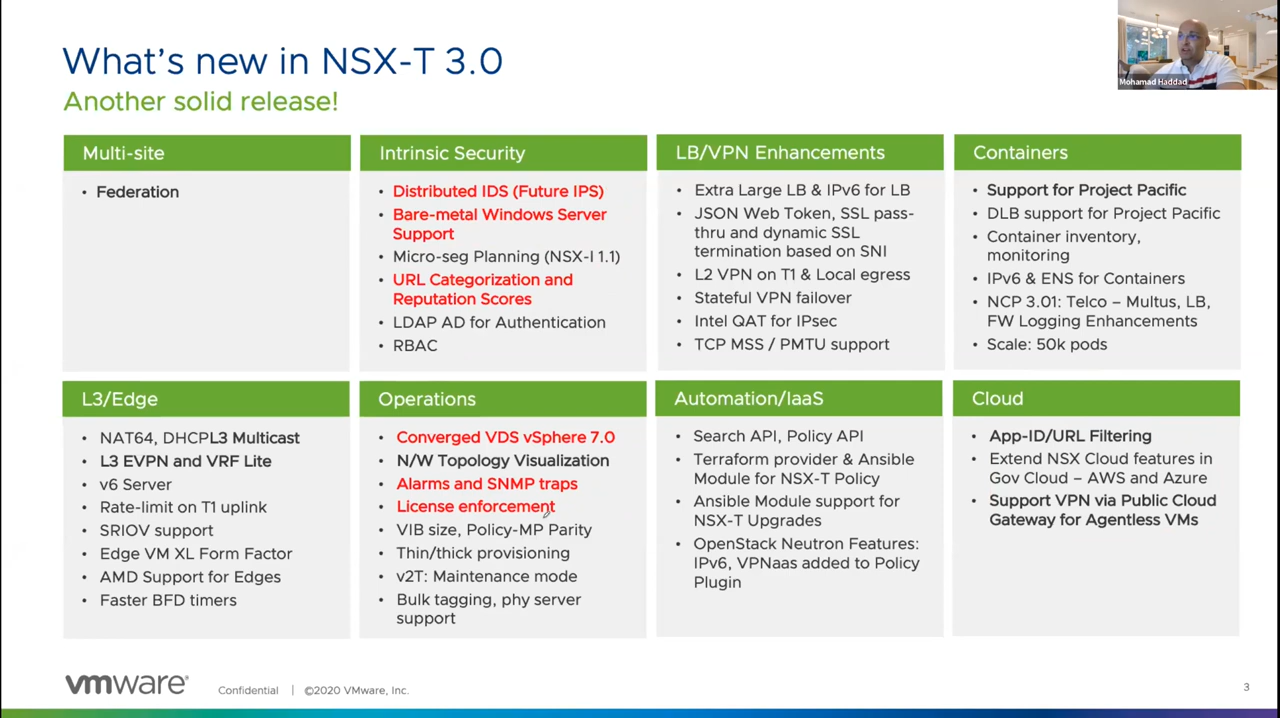 What's new in NSX-T 3.0
Another solid release!
Mohamad Haddad
Multi-site
• Federation
Intrinsic Security
• Distributed IDS (Future IPS)
• Bare-metal Windows Server
Support
• Micro-seg Planning (NSX-I 1.1)
• URL Categorization and
Reputation Scores
• LDAP AD for Authentication
• RBAC
LB/VPN Enhancements
• Extra Large LB & IPv6 for LB
• JSON Web Token, SSL pass-
thru and dynamic SSL
termination based on SNI
• L2 VPN on T1 & Local egress
• Stateful VPN failover
• Intel QAT for IPsec
• TCP MSS / PMTU support
Containers
• Support for Project Pacific
• DLB support for Project Pacific
• Container inventory,
monitoring
• IPv6 & ENS for Containers
• NCP 3.01: Telco – Multus, LB,
FW Logging Enhancements
• Scale: 50k pods
L3/Edge
• NAT64, DHCPL3 Multicast
• L3 EVPN and VRF Lite
• v6 Server
• Rate-limit on T1 uplink
• SRIOV support
• Edge VM XL Form Factor
• AMD Support for Edges
• Faster BFD timers
Operations
• Converged VDS vSphere 7.0
• N/W Topology Visualization
• Alarms and SNMP traps
• License enforcement
• VIB size, Policy-MP Parity
• Thin/thick provisioning
• v2T: Maintenance mode
• Bulk tagging, phy server
support
Automation/IaaS
• Search API, Policy API
• Terraform provider & Ansible
Module for NSX-T Policy
• Ansible Module support for
NSX-T Upgrades
• OpenStack Neutron Features:
IPv6, VPNaas added to Policy
Plugin
Cloud
• App-ID/URL Filtering
• Extend NSX Cloud features in
Gov Cloud – AWS and Azure
• Support VPN via Public Cloud
Gateway for Agentless VMs
vmware®
Confidential | ©2020 VMware, Inc.
3